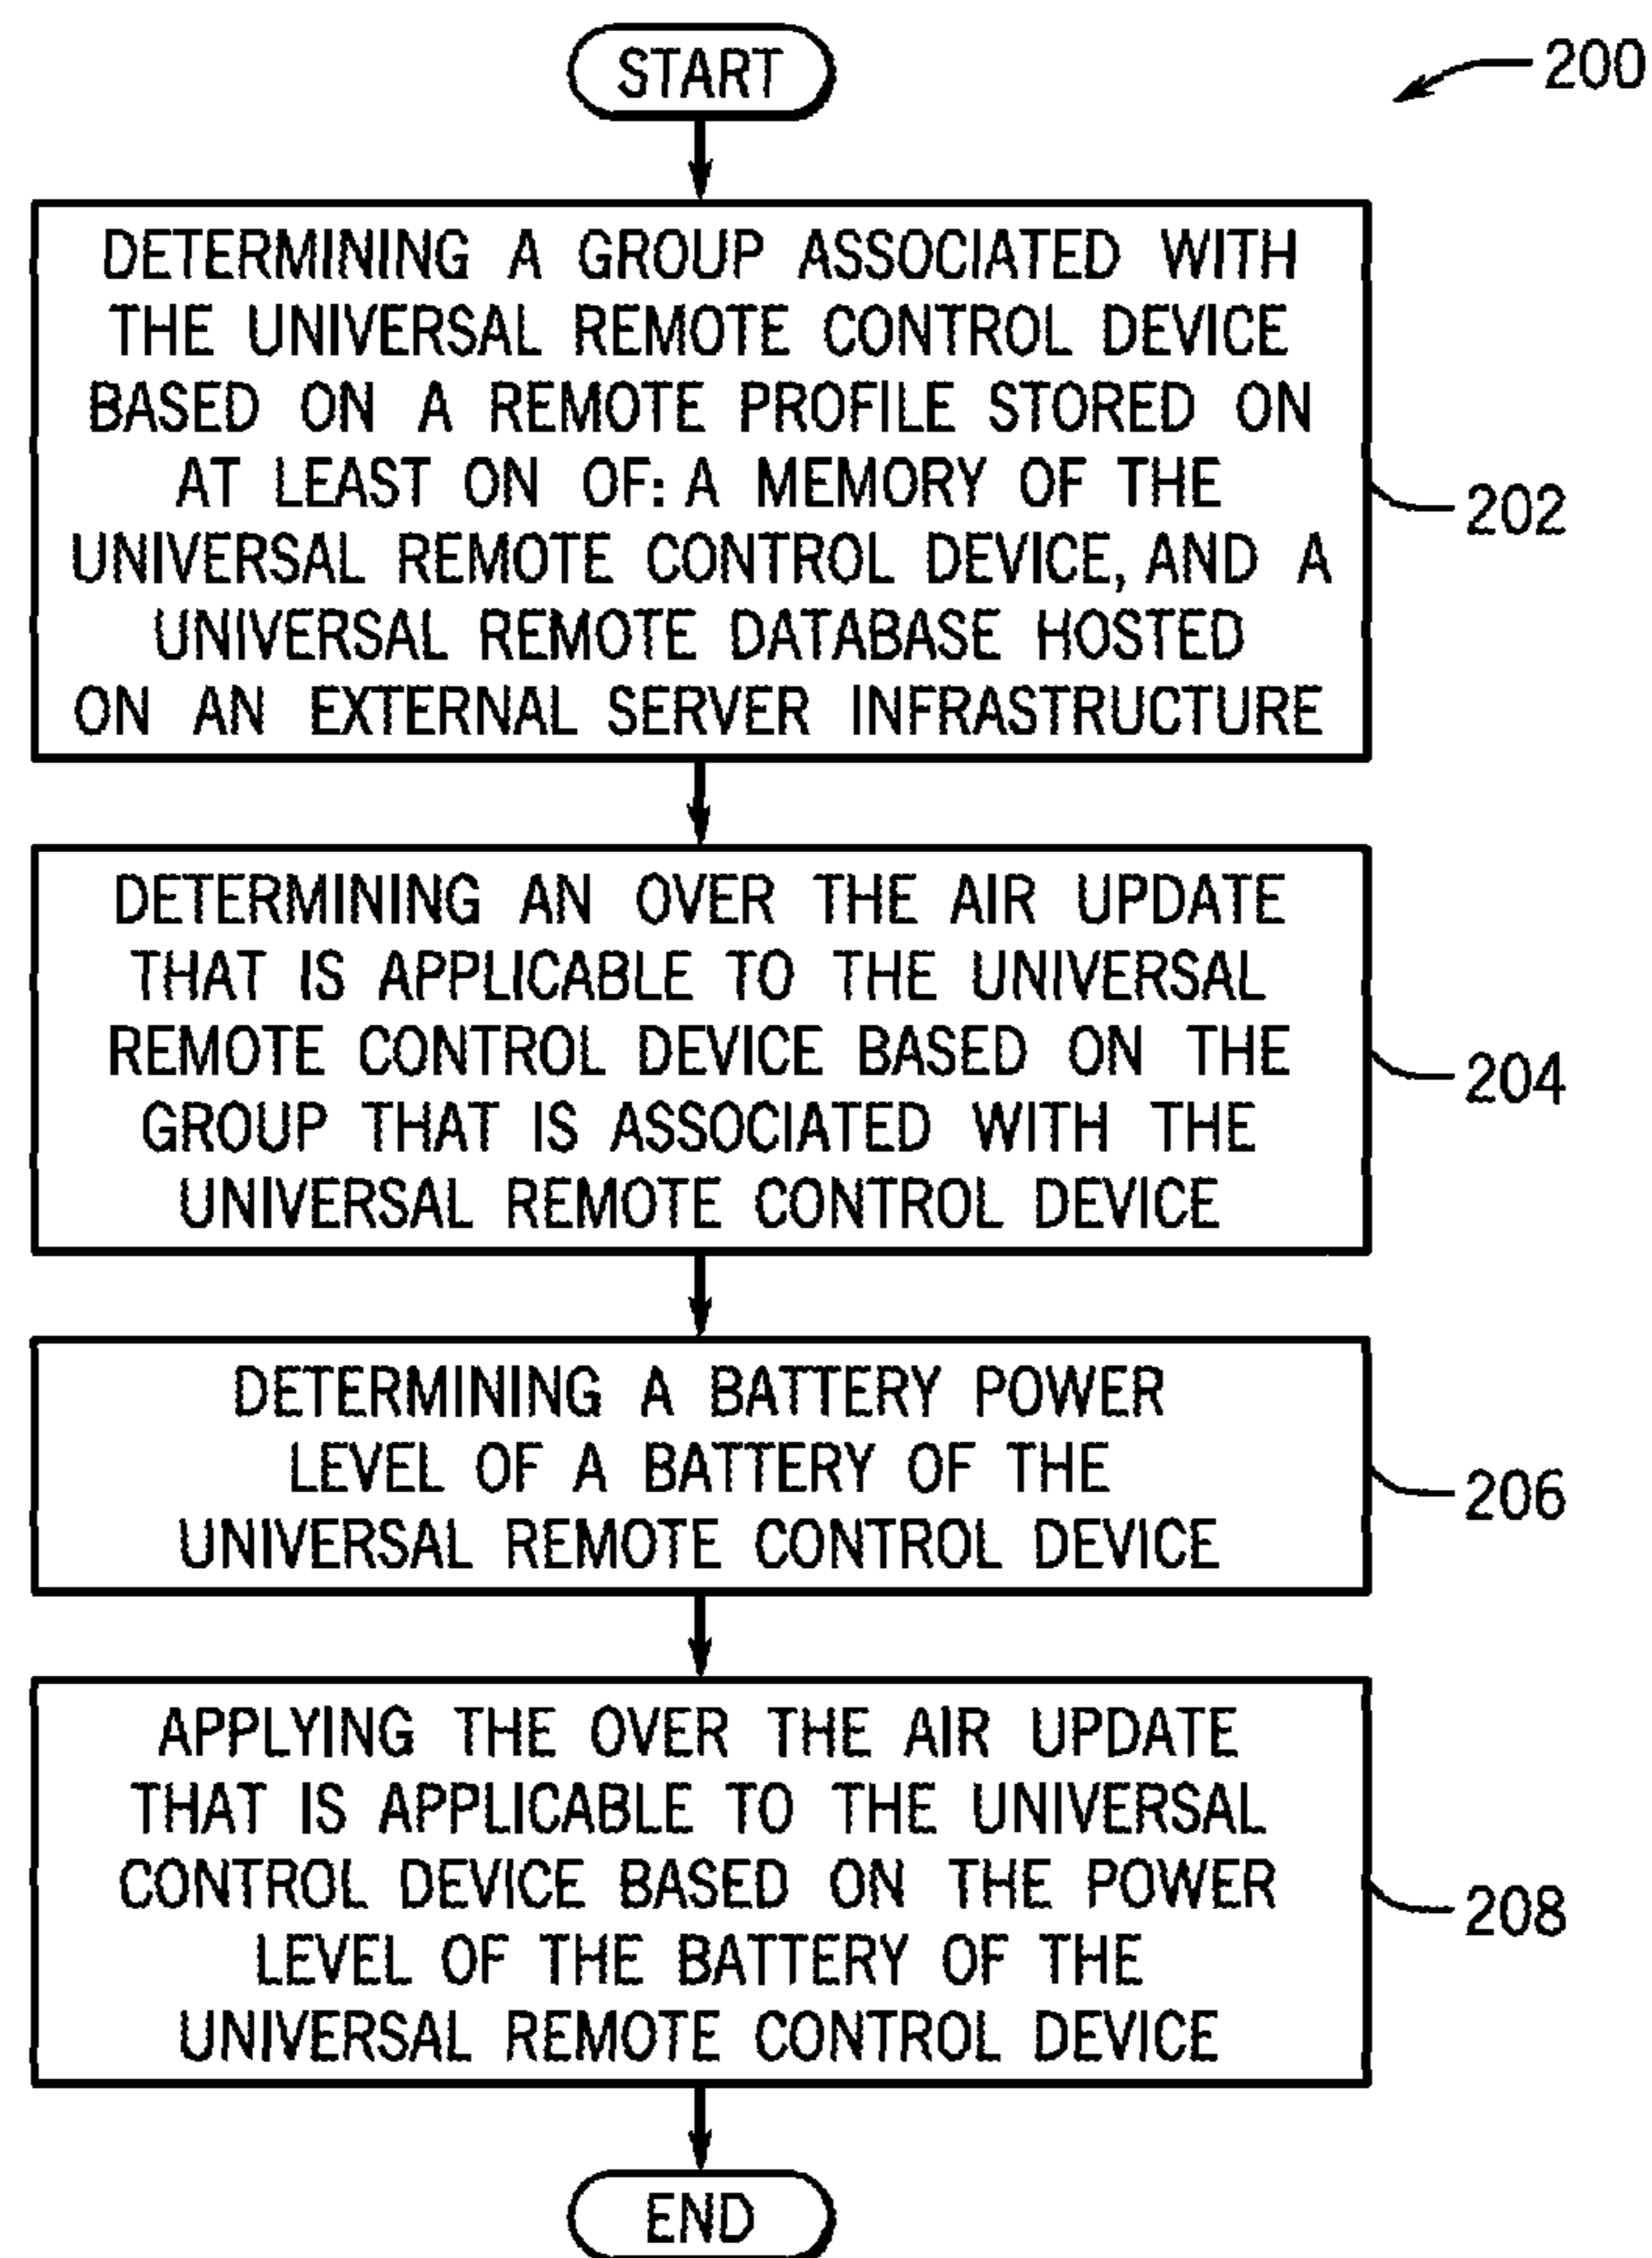 START
200
DETERMINING A GROUP ASSOCIATED WITH
THE UNIVERSAL REMOTE CONTROL DEVICE
BASED ON A REMOTE PROFILE STORED ON
AT LEAST ON OF: A MEMORY OF THE
UNIVERSAL REMOTE CONTROL DEVICE, AND A
UNIVERSAL REMOTE DATABASE HOSTED
ON AN EXTERNAL SERVER INFRASTRUCTURE
202
DETERMINING AN OVER THE AIR UPDATE
THAT IS APPLICABLE TO THE UNIVERSAL
REMOTE CONTROL DEVICE BASED ON THE
GROUP THAT IS ASSOCIATED WITH THE
UNIVERSAL REMOTE CONTROL DEVICE
204
DETERMINING A BATTERY POWER
LEVEL OF A BATTERY OF THE
UNIVERSAL REMOTE CONTROL DEVICE
206
APPLYING THE OVER THE AIR UPDATE
THAT IS APPLICABLE TO THE UNIVERSAL
CONTROL DEVICE BASED ON THE POWER
LEVEL OF THE BATTERY OF THE
UNIVERSAL REMOTE CONTROL DEVICE
208
END